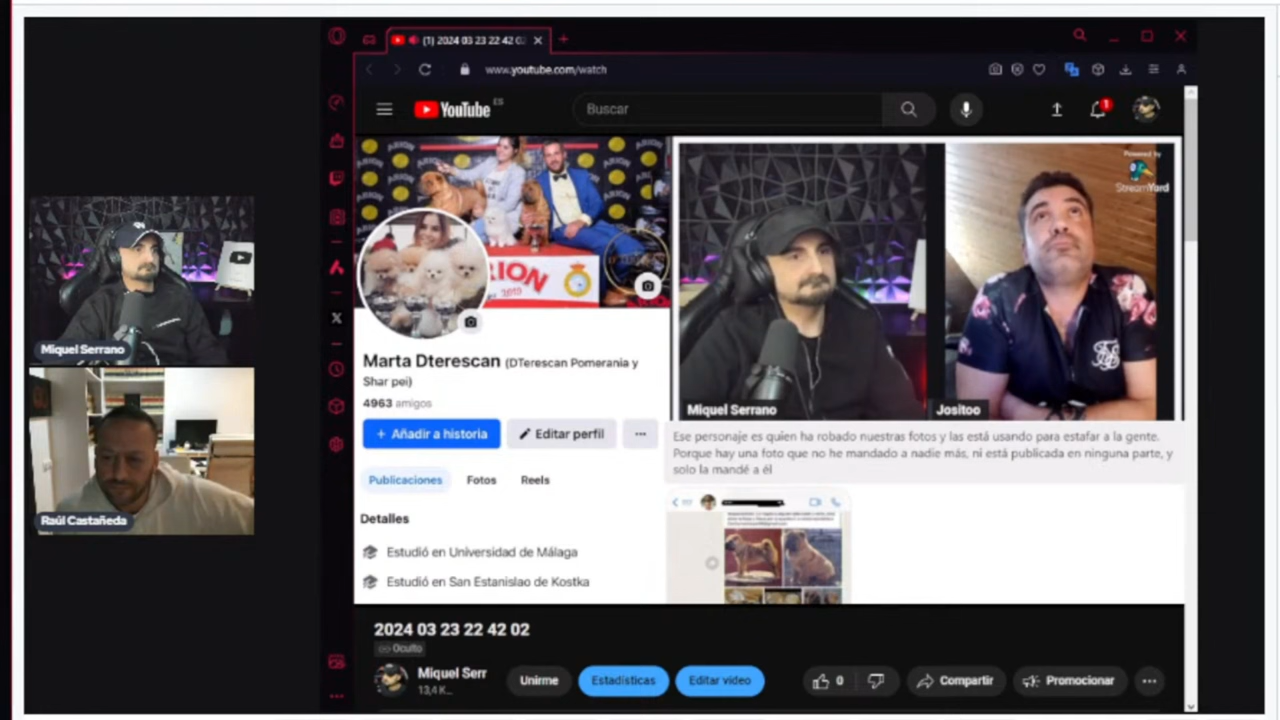 (1) 2024 03 23 22 42 02
www.youtube.com/watch
YouTube ES
Buscar
1
ARION
ARION
2015
Powered by
StreamYard
Miquel Serrano
Jositoo
Miquel Serrano
Raúl Castañeda
Marta Dterescan (DTerescan Pomerania y
Shar pei)
4963 amigos
+ Añadir a historia
Editar perfil
Publicaciones
Fotos
Reels
Detalles
Estudió en Universidad de Málaga
Estudió en San Estanislao de Kostka
Ese personaje es quien ha robado nuestras fotos y las está usando para estafar a la gente.
Porque hay una foto que no he mandado a nadie más, ni está publicada en ninguna parte, y
solo la mandé a él
2024 03 23 22 42 02
Oculto
Miquel Serr
13,4 K...
Unirme
Estadísticas
Editar vídeo
0
Compartir
Promocionar